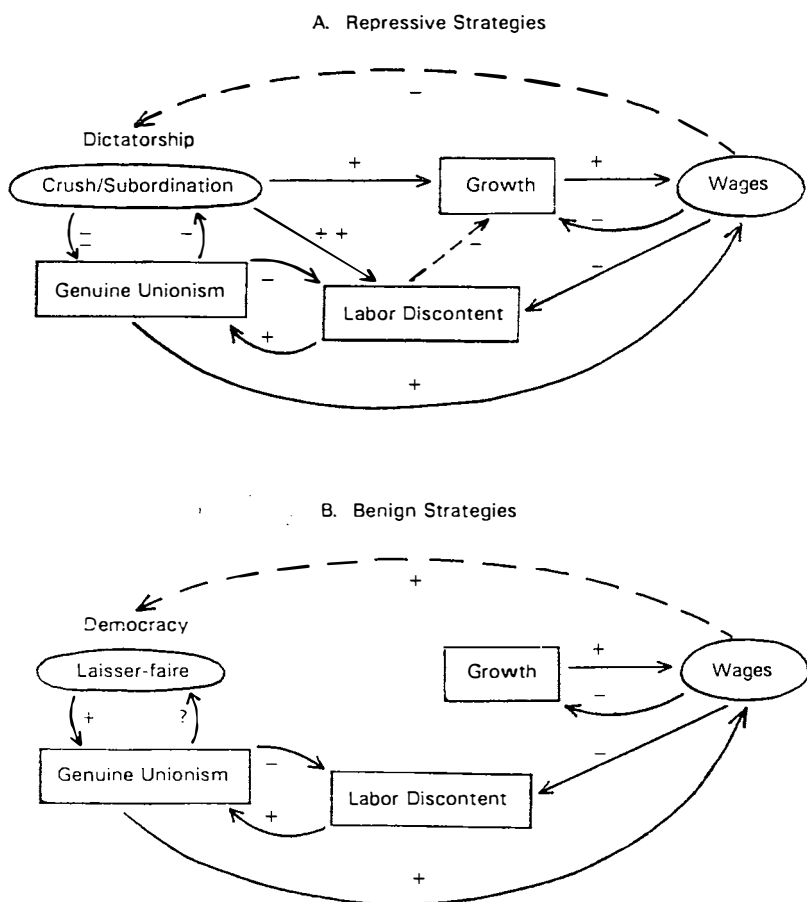 A. Repressive Strategies
−
Dictatorship
Crush/Subordination
+
Growth
+
Wages
−
− −
−
+ +
−
−
Genuine Unionism
−
Labor Discontent
+
+
B. Benign Strategies
+
Democracy
Laisser-faire
Growth
+
Wages
−
+
?
−
Genuine Unionism
−
Labor Discontent
+
+